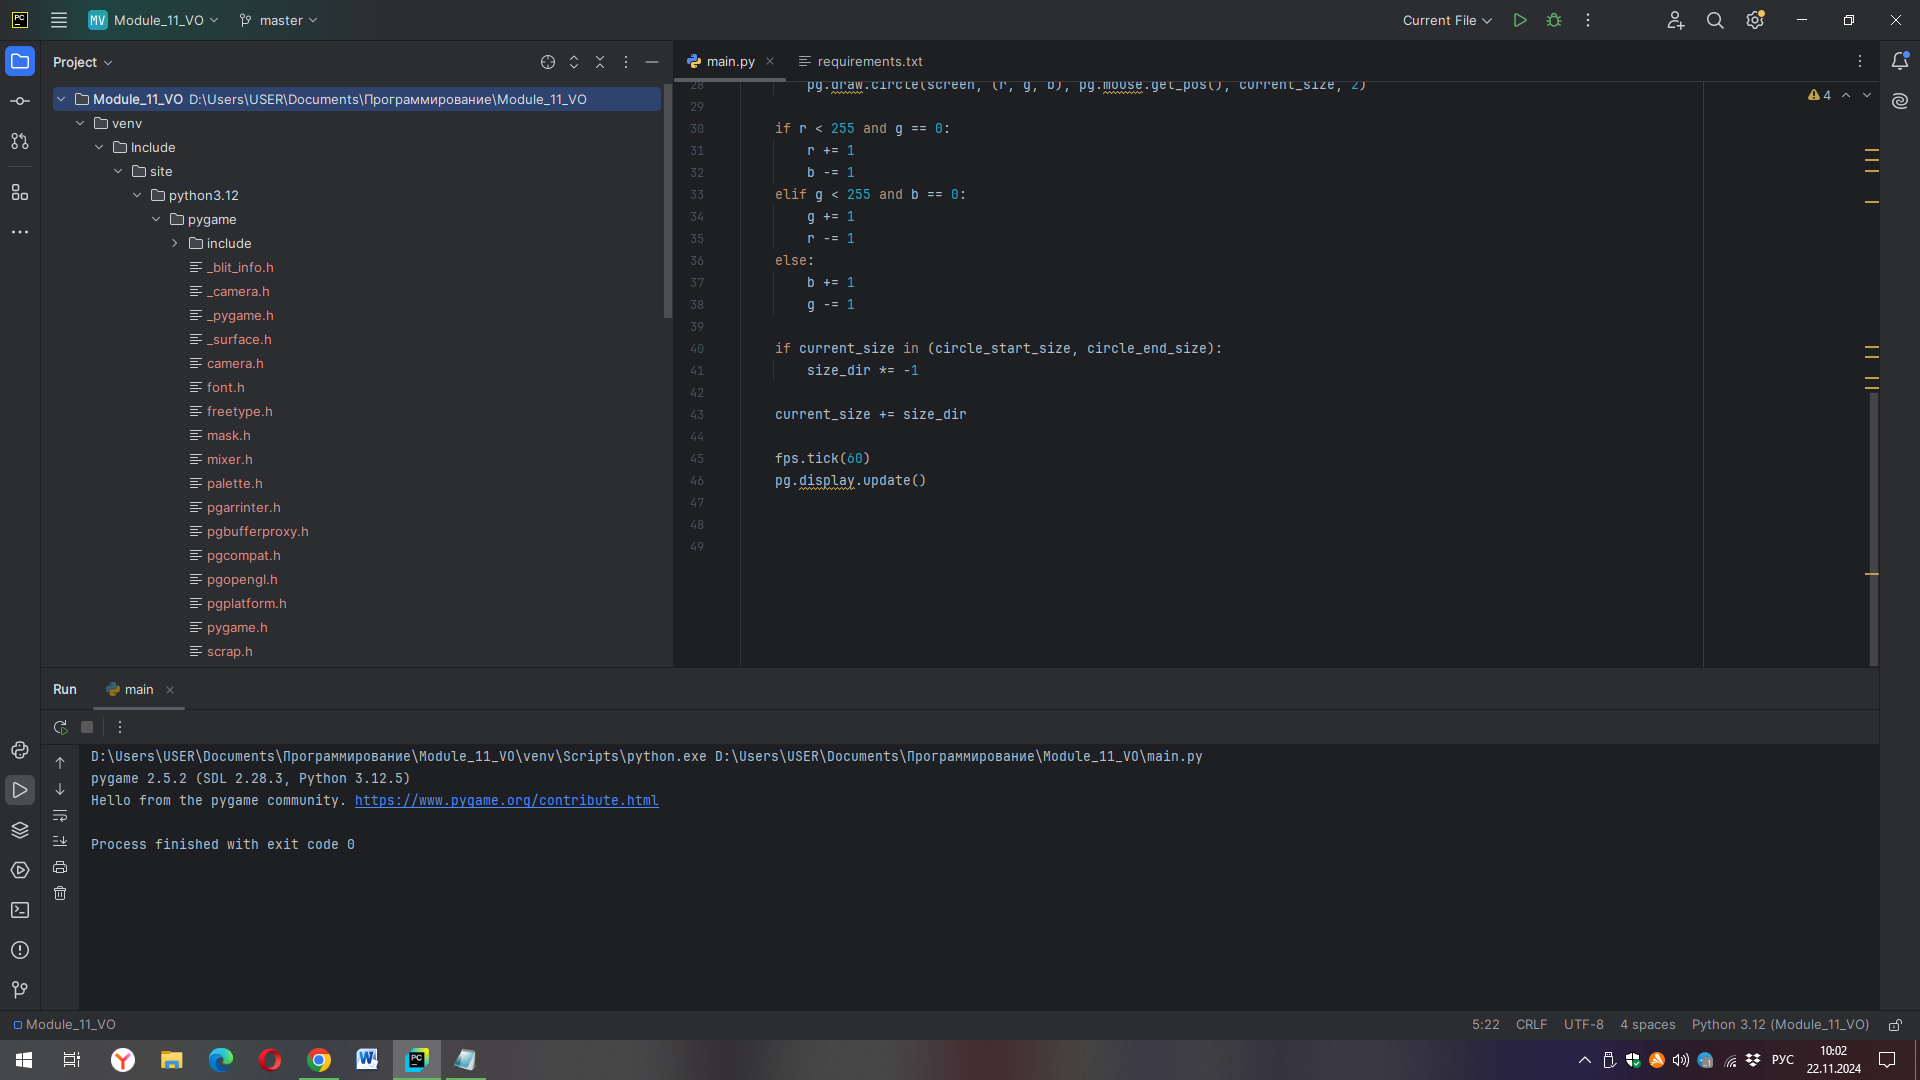 PC
MV Module_11_VO
master
Current File
Project
main.py
requirements.txt
Module_11_VO D:\Users\USER\Documents\Программирование\Module_11_VO
venv
Include
site
python3.12
pygame
include
_blit_info.h
_camera.h
_pygame.h
_surface.h
camera.h
font.h
freetype.h
mask.h
mixer.h
palette.h
pgarrinter.h
pgbufferproxy.h
pgcompat.h
pgopengl.h
pgplatform.h
pygame.h
scrap.h
4
28 pg.draw.circle(screen, (r, g, b), pg.mouse.get_pos(), current_size, 2)
29
30 if r < 255 and g == 0:
31 r += 1
32 b -= 1
33 elif g < 255 and b == 0:
34 g += 1
35 r -= 1
36 else:
37 b += 1
38 g -= 1
39
40 if current_size in (circle_start_size, circle_end_size):
41 size_dir *= -1
42
43 current_size += size_dir
44
45 fps.tick(60)
46 pg.display.update()
47
48
49
Run
main
D:\Users\USER\Documents\Программирование\Module_11_VO\venv\Scripts\python.exe D:\Users\USER\Documents\Программирование\Module_11_VO\main.py
pygame 2.5.2 (SDL 2.28.3, Python 3.12.5)
Hello from the pygame community. https://www.pygame.org/contribute.html
Process finished with exit code 0
Module_11_VO
5:22 CRLF UTF-8 4 spaces Python 3.12 (Module_11_VO)
PC
РУС
10:02
22.11.2024